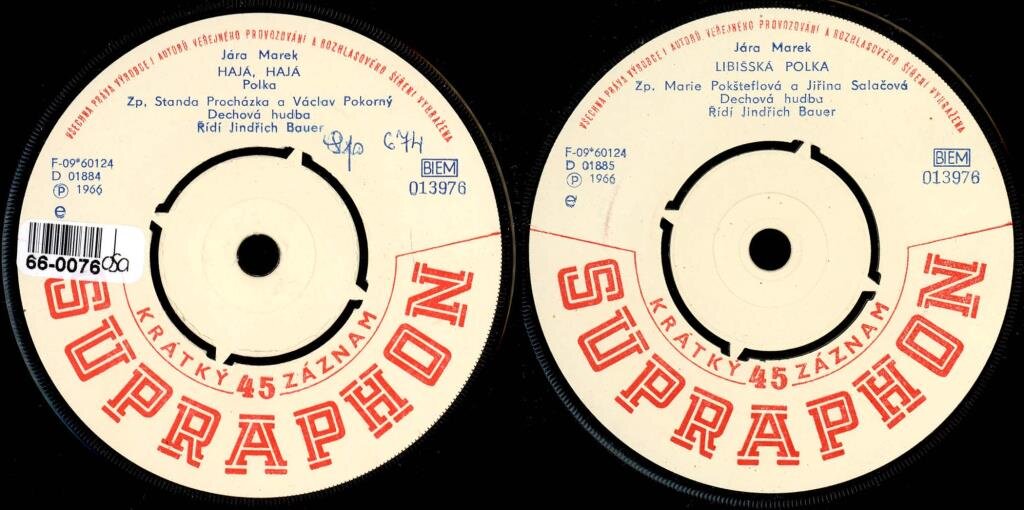 VŠECHNA PRÁVA VÝROBCE I AUTORŮ VEŘEJNÉHO PROVOZOVÁNÍ A ROZHLASOVÉHO ŠÍŘENÍ VYHRAŽENA
Jára Marek
HAJÁ, HAJÁ
Polka
Zp. Standa Procházka a Václav Pokorný
Dechová hudba
Řídí Jindřich Bauer
674
F-09*60124
D 01884
Ⓟ 1966
e
BIEM
013976
66-0076
OSA
KRÁTKÝ 45 ZÁZNAM
SUPRAPHON
VŠECHNA PRÁVA VÝROBCE I AUTORŮ VEŘEJNÉHO PROVOZOVÁNÍ A ROZHLASOVÉHO ŠÍŘENÍ VYHRAŽENA
Jára Marek
LIBIŠSKÁ POLKA
Zp. Marie Pokšteflová a Jiřina Salačová
Dechová hudba
Řídí Jindřich Bauer
F-09*60124
D 01885
Ⓟ 1966
e
BIEM
013976
KRÁTKÝ 45 ZÁZNAM
SUPRAPHON